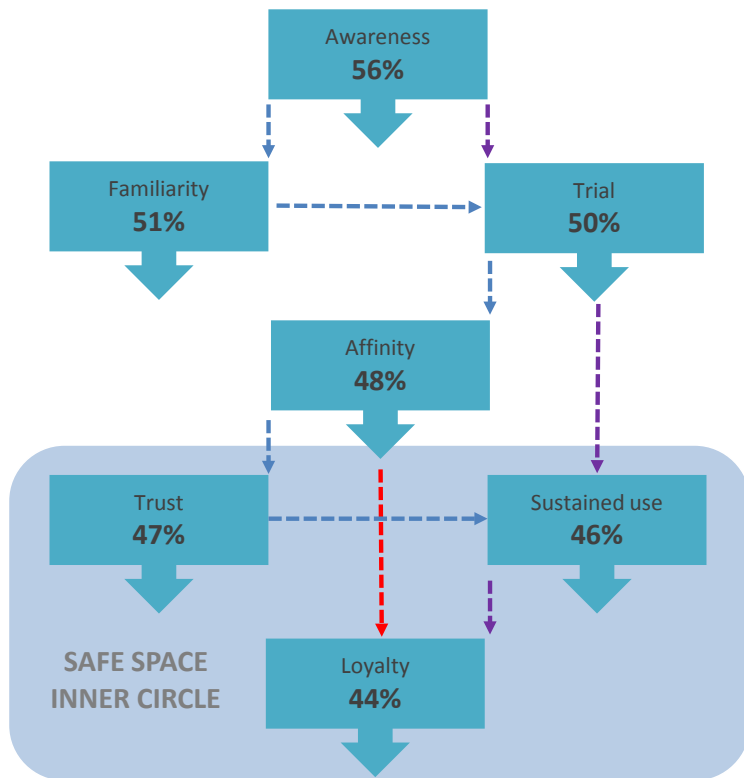 Awareness
56%
Familiarity
51%
Trial
50%
Affinity
48%
Trust
47%
Sustained use
46%
SAFE SPACE
INNER CIRCLE
Loyalty
44%